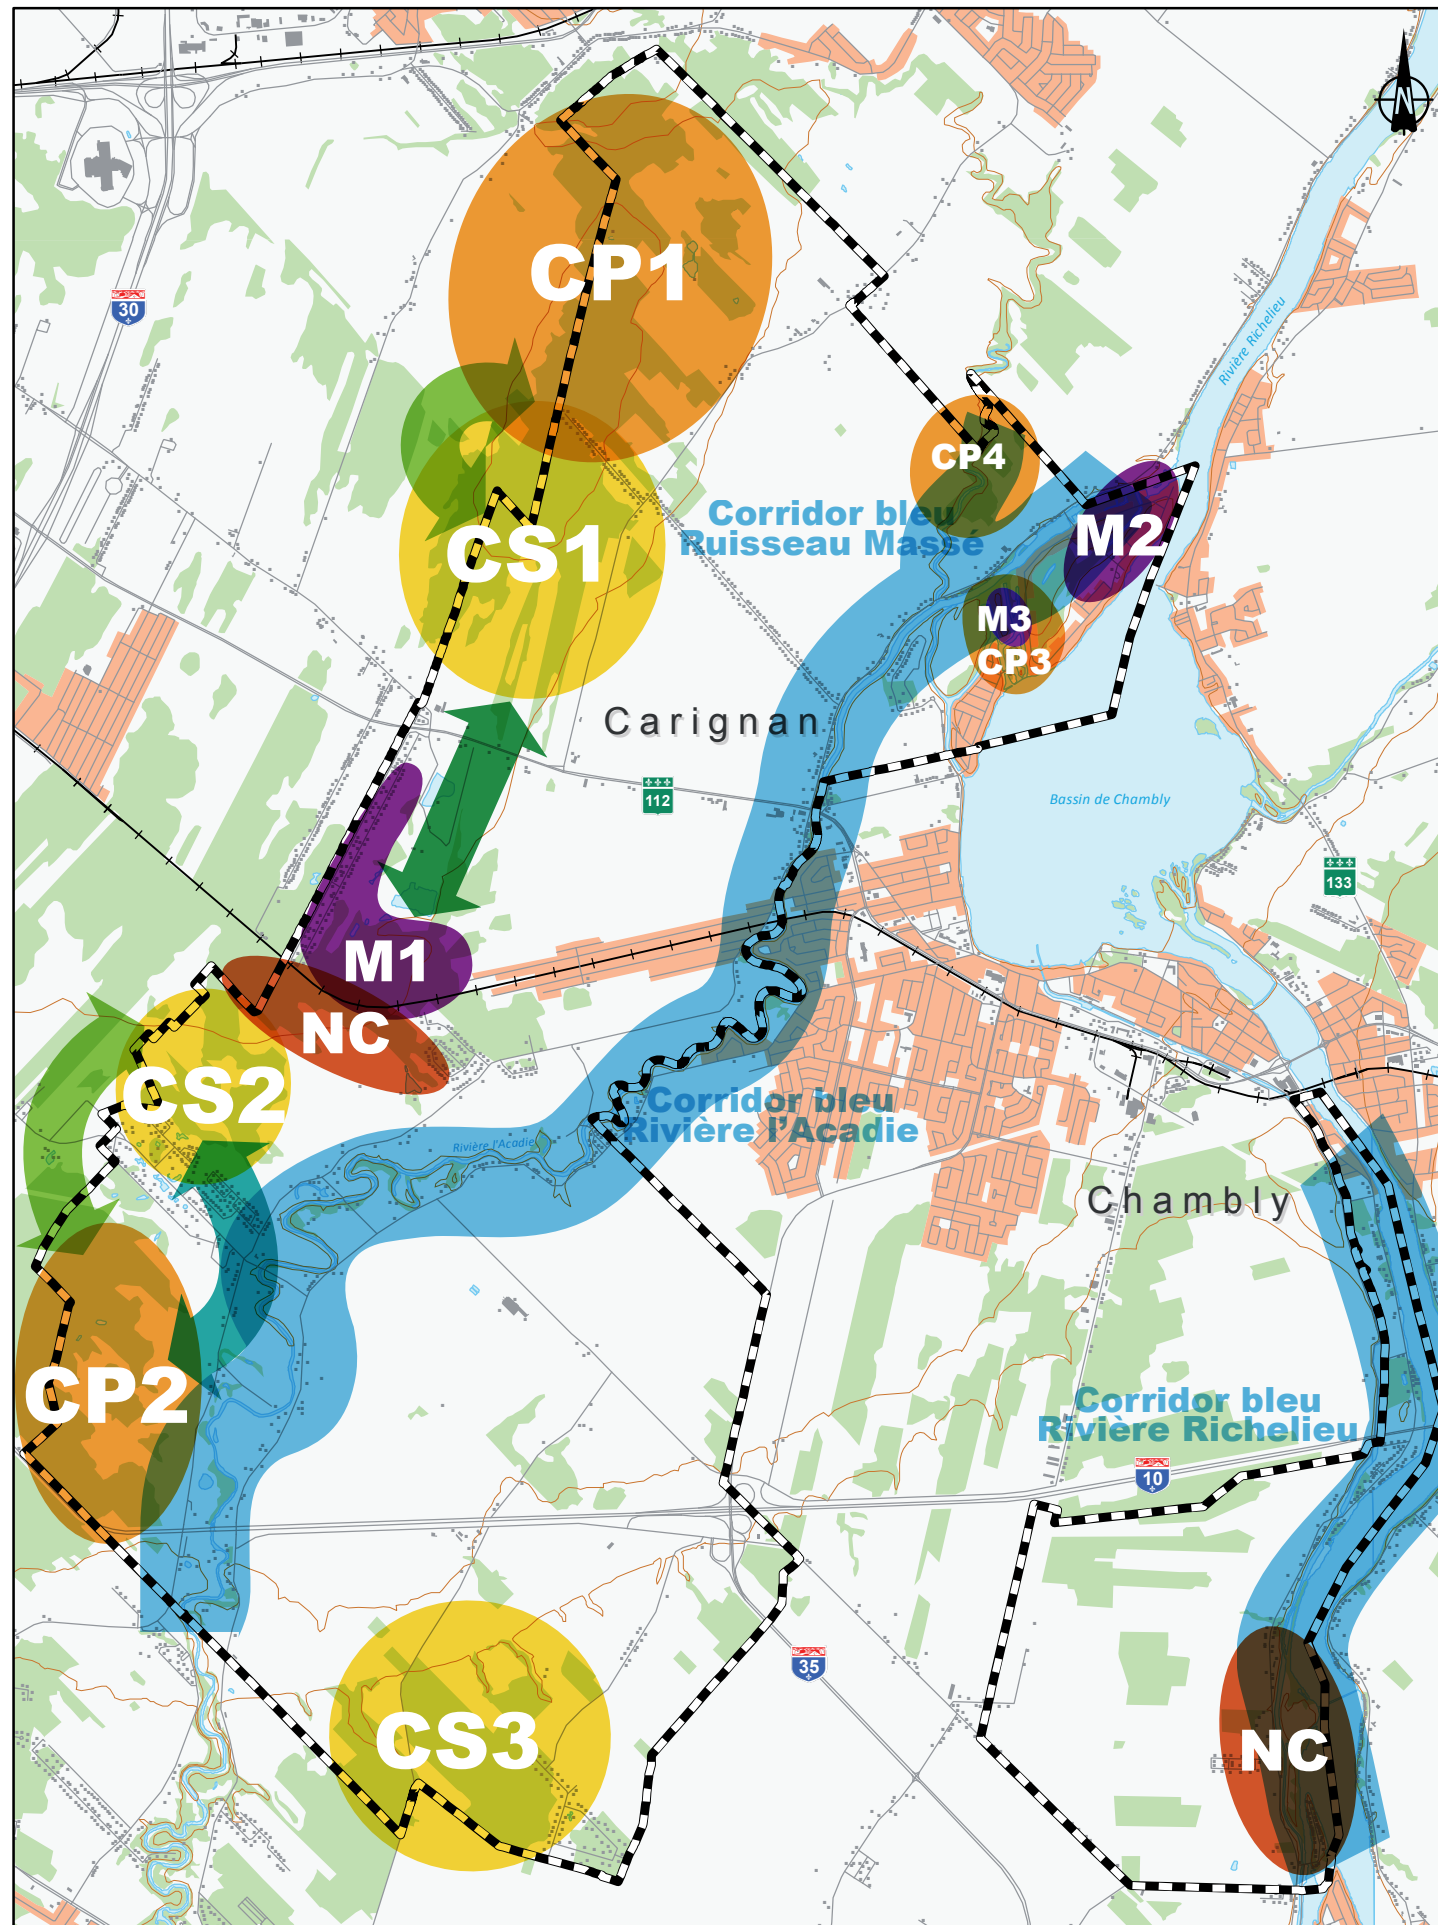 N
CP1
30
Rivière Richelieu
CP4
Corridor bleu
Ruisseau Massé
M2
CS1
M3
CP3
Carignan
112
Bassin de Chambly
133
M1
NC
CS2
Corridor bleu
Rivière l'Acadie
Rivière l'Acadie
Chambly
CP2
Corridor bleu
Rivière Richelieu
10
35
CS3
NC